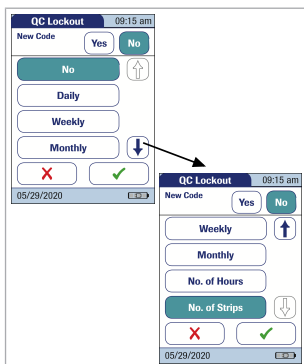 QC Lockout 09:15 am
New Code Yes No
No
Daily
Weekly
Monthly
05/29/2020
QC Lockout 09:15 am
New Code Yes No
Weekly
Monthly
No. of Hours
No. of Strips
05/29/2020